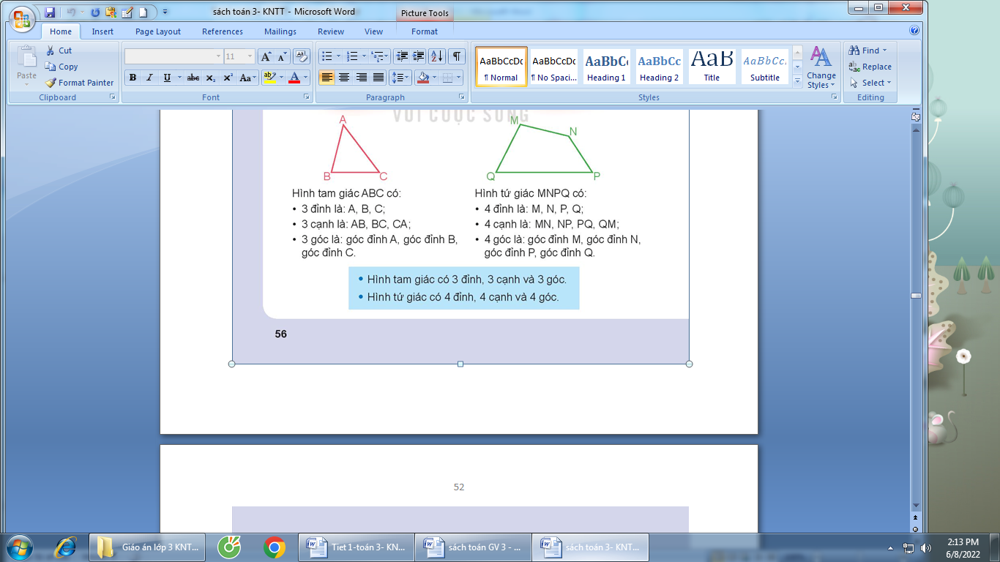 sách toán 3- KNTT - Microsoft Word
Picture Tools
Home
Insert
Page Layout
References
Mailings
Review
View
Format
Paste
Cut
Copy
Format Painter
Clipboard
11
Font
Paragraph
AaBbCcDc
¶ Normal
AaBbCcDc
¶ No Spaci...
AaBbC
Heading 1
AaBbCc
Heading 2
AaB
Title
AaBbCc.
Subtitle
Change
Styles
Styles
Find
Replace
Select
Editing
VỚI CUỘC SỐNG
A
B
C
M
N
Q
P
Hình tam giác ABC có:
• 3 đỉnh là: A, B, C;
• 3 cạnh là: AB, BC, CA;
• 3 góc là: góc đỉnh A, góc đỉnh B,
góc đỉnh C.
Hình tứ giác MNPQ có:
• 4 đỉnh là: M, N, P, Q;
• 4 cạnh là: MN, NP, PQ, QM;
• 4 góc là: góc đỉnh M, góc đỉnh N,
góc đỉnh P, góc đỉnh Q.
• Hình tam giác có 3 đỉnh, 3 cạnh và 3 góc.
• Hình tứ giác có 4 đỉnh, 4 cạnh và 4 góc.
56
52
Giáo án lớp 3 KNT...
Tiet 1-toán 3- KN...
sách toán GV 3 - ...
sách toán 3- KNT...
2:13 PM
6/8/2022